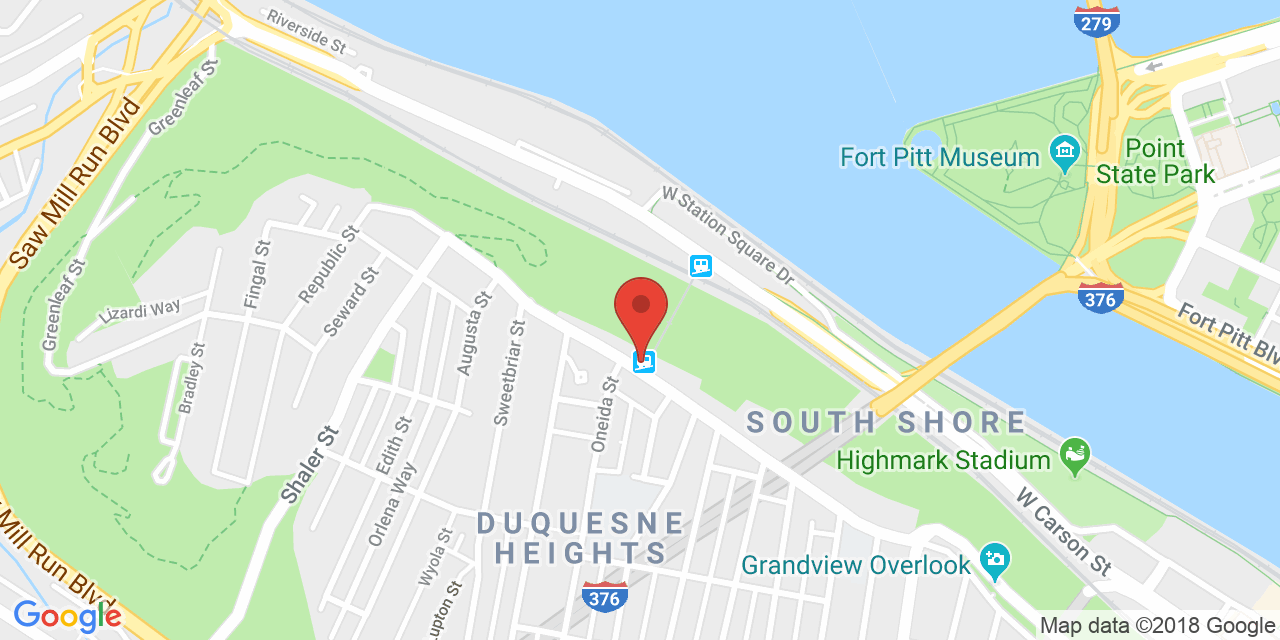 Riverside St
279
Greenleaf St
Saw Mill Run Blvd
Fort Pitt Museum
Point
State Park
W Station Square Dr
Fingal St
Republic St
Greenleaf St
Seward St
Lizardi Way
376
Fort Pitt Blv
Augusta St
Sweetbriar St
Bradley St
Oneida St
SOUTH SHORE
Highmark Stadium
Edith St
Shaler St
Orlena Way
W Carson St
DUQUESNE
HEIGHTS
Wyola St
Grandview Overlook
376
Mill Run Blvd
upton St
Google
Map data ©2018 Google